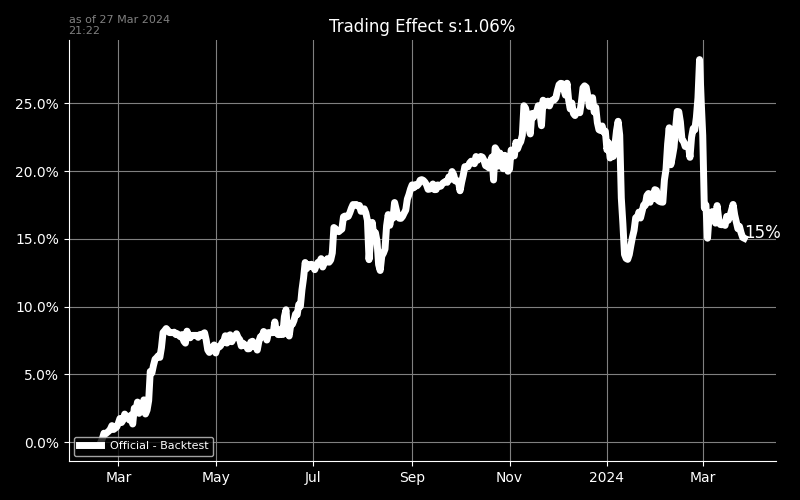 as of 27 Mar 2024
21:22
Trading Effect s:1.06%
25.0%
20.0%
15.0%
10.0%
5.0%
0.0%
15%
Official - Backtest
Mar May Jul Sep Nov 2024 Mar